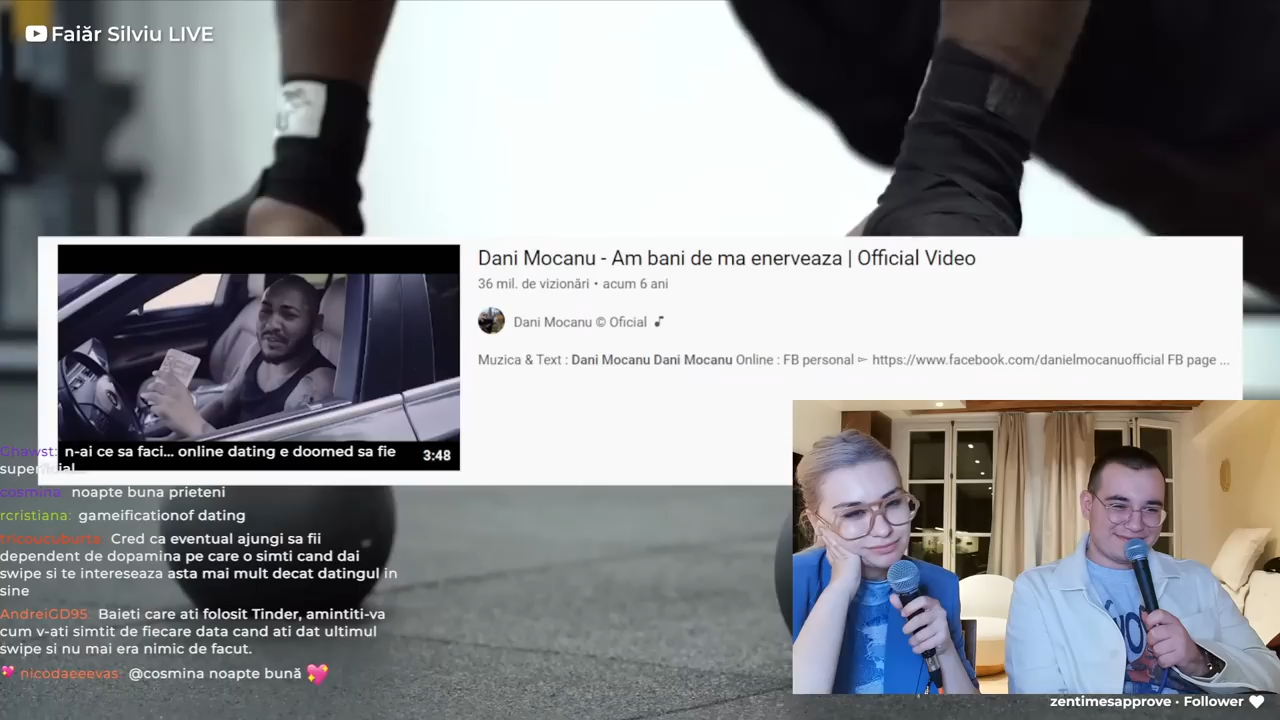 Faiăr Silviu LIVE
Dani Mocanu - Am bani de ma enerveaza | Official Video
36 mil. de vizionări • acum 6 ani
Dani Mocanu © Oficial
Muzica & Text : Dani Mocanu Dani Mocanu Online : FB personal ➳ https://www.facebook.com/danielmocanuofficial FB page ...
3:48
Ghawst: n-ai ce sa faci... online dating e doomed sa fie
superficial...
cosmina: noapte buna prieteni
rcristiana: gameificationof dating
tricoucuburta: Cred ca eventual ajungi sa fii
dependent de dopamina pe care o simti cand dai
swipe si te intereseaza asta mai mult decat datingul in
sine
AndreiGD95: Baieti care ati folosit Tinder, amintiti-va
cum v-ati simtit de fiecare data cand ati dat ultimul
swipe si nu mai era nimic de facut.
nicodaeeevas: @cosmina noapte bună
zentimesapprove · Follower